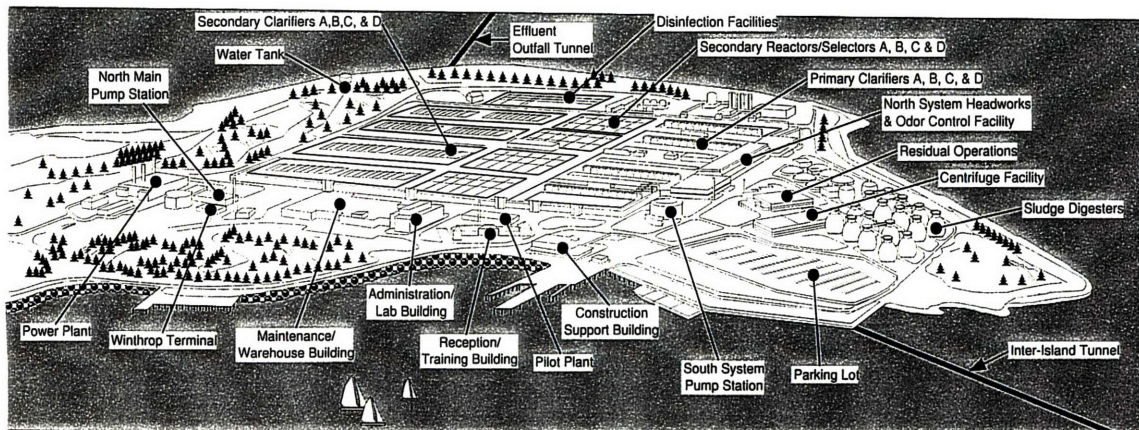 Secondary Clarifiers A,B,C, & D
Effluent
Outfall Tunnel
Disinfection Facilities
Water Tank
Secondary Reactors/Selectors A, B, C & D
North Main
Pump Station
Primary Clarifiers A, B, C, & D
North System Headworks
& Odor Control Facility
Residual Operations
Centrifuge Facility
Sludge Digesters
Power Plant
Winthrop Terminal
Maintenance/
Warehouse Building
Administration/
Lab Building
Reception/
Training Building
Pilot Plant
Construction
Support Building
South System
Pump Station
Parking Lot
Inter-Island Tunnel